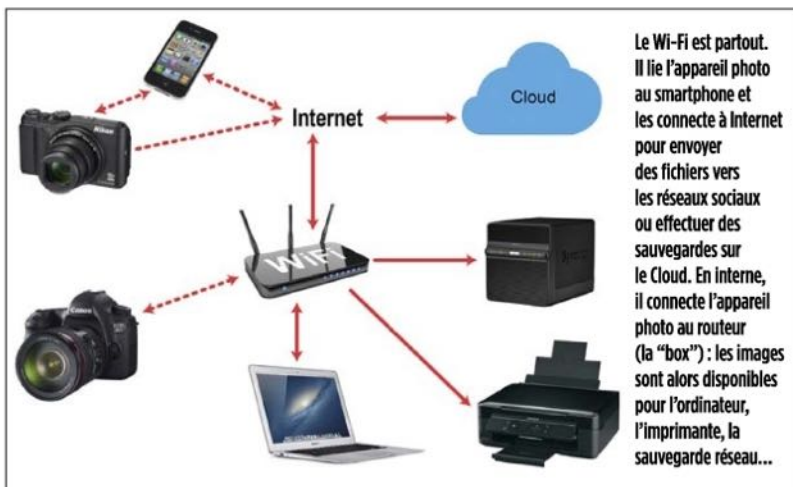 Internet
Cloud
Nikon
WiFi
Canon
Le Wi-Fi est partout.
Il lie l'appareil photo
au smartphone et
les connecte à Internet
pour envoyer
des fichiers vers
les réseaux sociaux
ou effectuer des
sauvegardes sur
le Cloud. En interne,
il connecte l'appareil
photo au routeur
(la “box”) : les images
sont alors disponibles
pour l'ordinateur,
l'imprimante, la
sauvegarde réseau...